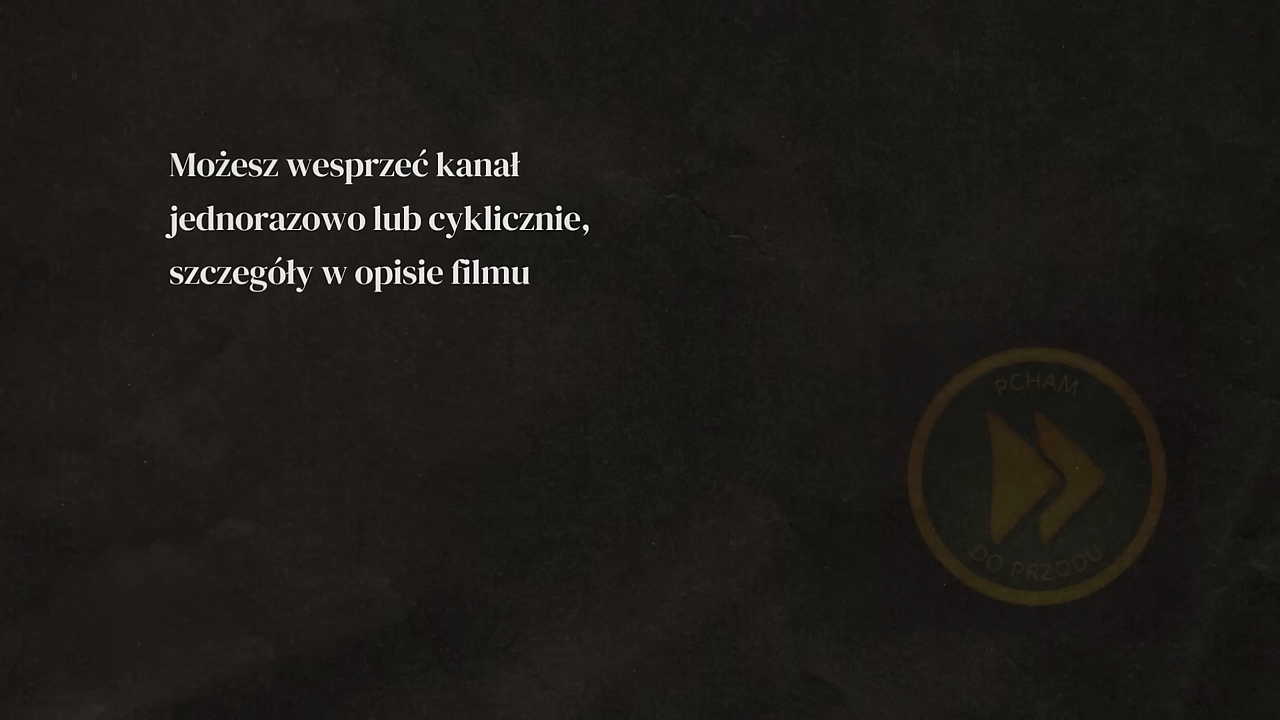 Możesz wesprzeć kanał
jednorazowo lub cyklicznie,
szczegóły w opisie filmu
PCHAM
DO PRZODU